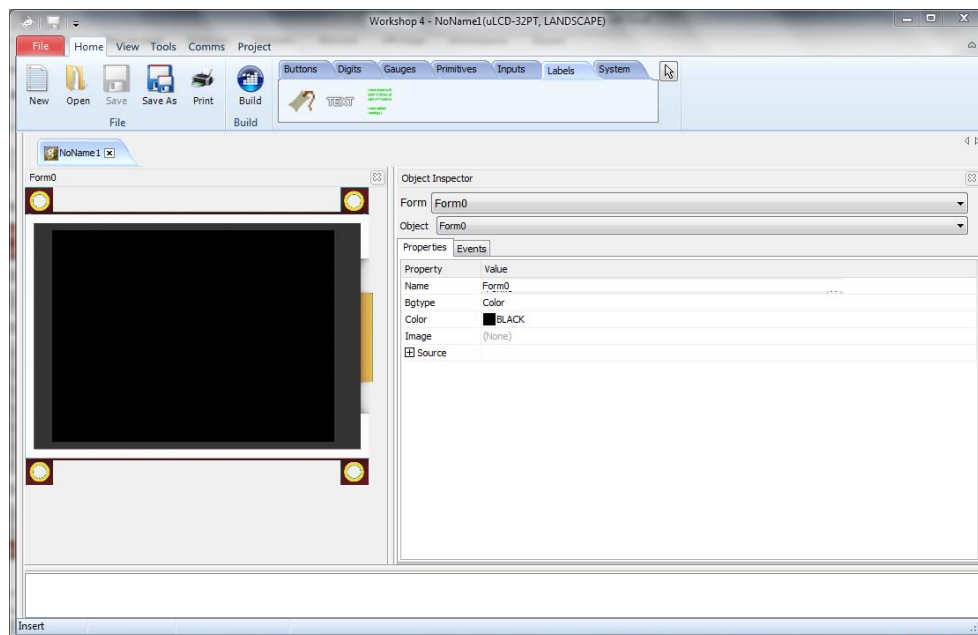 Workshop 4 - NoName1(uLCD-32PT, LANDSCAPE)
File Home View Tools Comms Project
Buttons Digits Gauges Primitives Inputs Labels System
TEXT
New Open Save Save As Print Build
File Build
NoName1
Form0
Object Inspector
Form Form0
Object Form0
Properties Events
Property Value
Name Form0
Bgtype Color
Color BLACK
Image (None)
Source
Insert